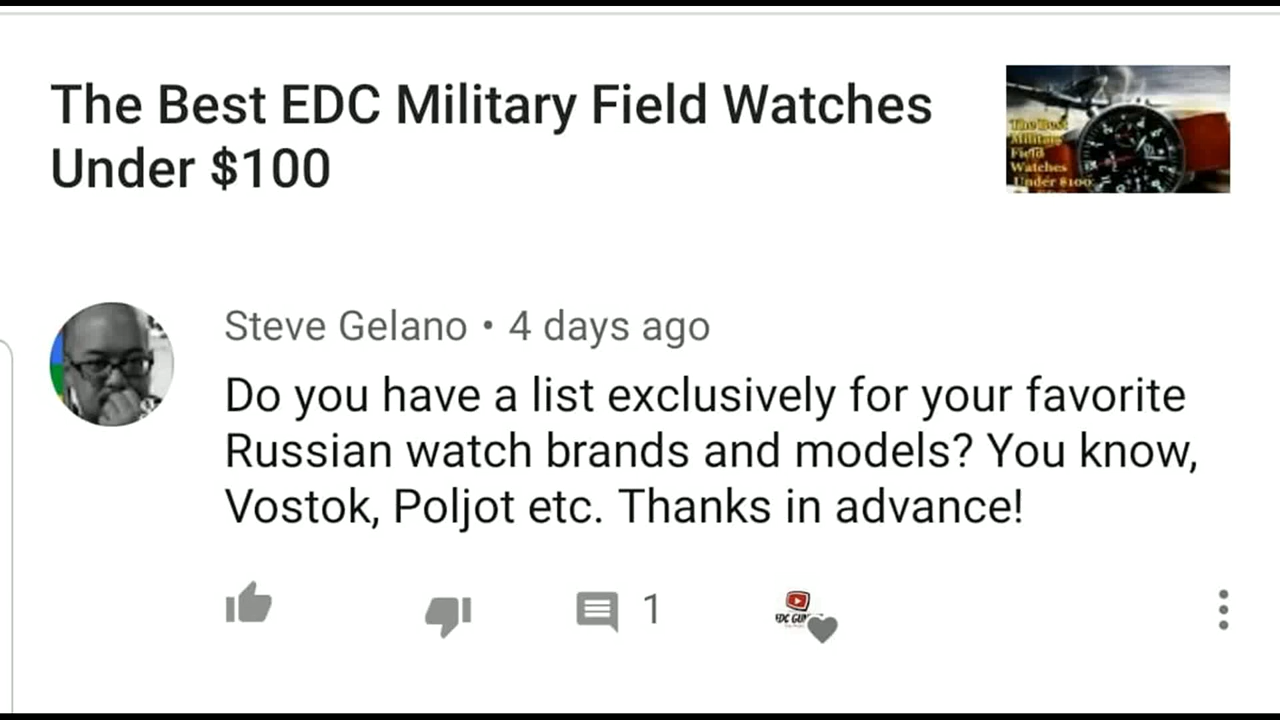 The Best EDC Military Field Watches
Under $100
The Best
Military
Field
Watches
Under $100
Steve Gelano • 4 days ago
Do you have a list exclusively for your favorite
Russian watch brands and models? You know,
Vostok, Poljot etc. Thanks in advance!
1
EDC